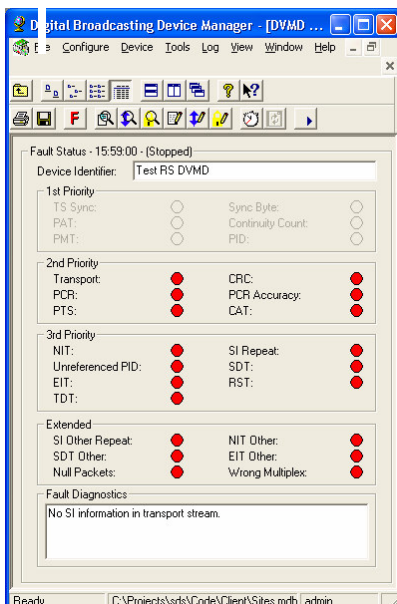 Digital Broadcasting Device Manager - [DVMD ...
Configure Device Tools Log View Window Help
Fault Status - 15:59:00 - (Stopped)
Device Identifier: Test RS DVMD
1st Priority
TS Sync: Sync Byte:
PAT: Continuity Count:
PMT: PID:
2nd Priority
Transport: CRC:
PCR: PCR Accuracy:
PTS: CAT:
3rd Priority
NIT: SI Repeat:
Unreferenced PID: SDT:
EIT: RST:
TDT:
Extended
SI Other Repeat: NIT Other:
SDT Other: EIT Other:
Null Packets: Wrong Multiplex:
Fault Diagnostics
No SI information in transport stream.
Ready C:\Projects\sds\Code\Client\Sites.mdb admin